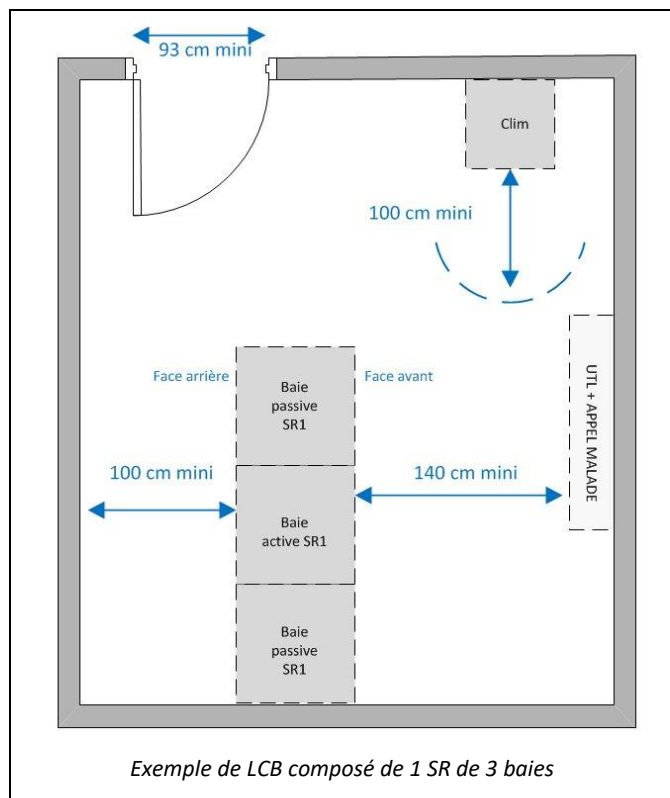 93 cm mini
Clim
100 cm mini
Face arrière
Face avant
Baie
passive
SR1
UTL + APPEL MALADE
100 cm mini
140 cm mini
Baie
active SR1
Baie
passive
SR1
Exemple de LCB composé de 1 SR de 3 baies